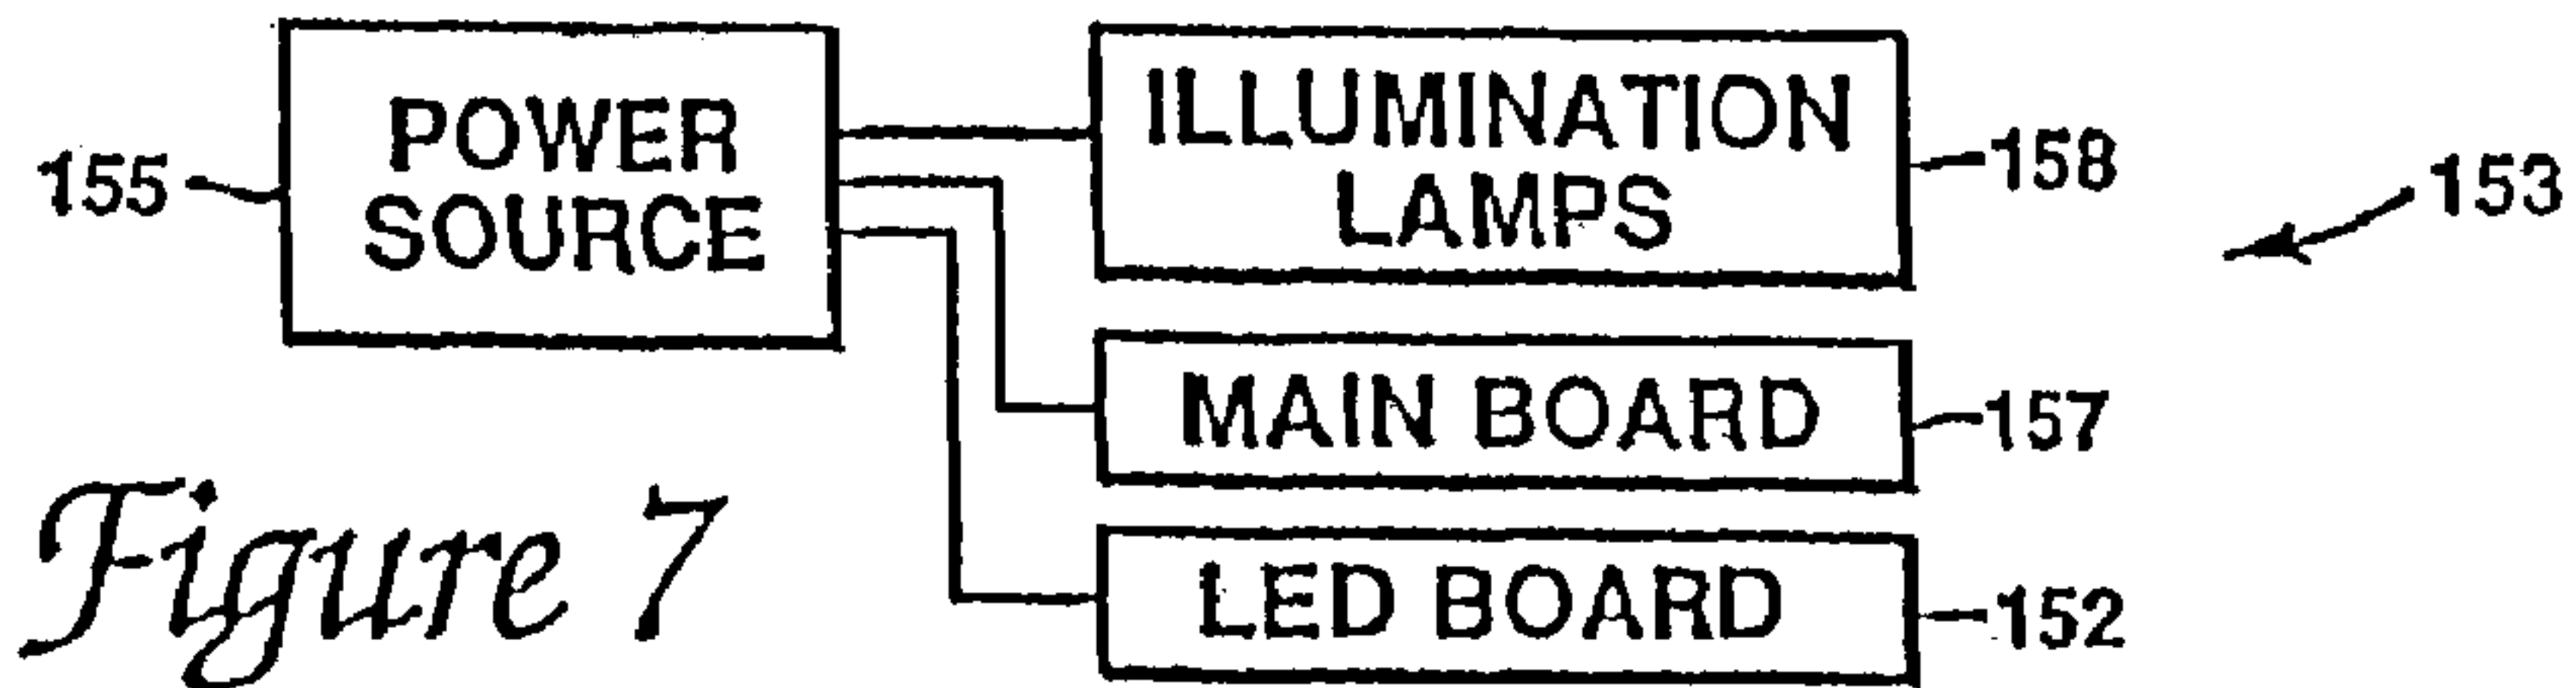 155
POWER
SOURCE
ILLUMINATION
LAMPS
158
153
MAIN BOARD
157
LED BOARD
152
Figure 7